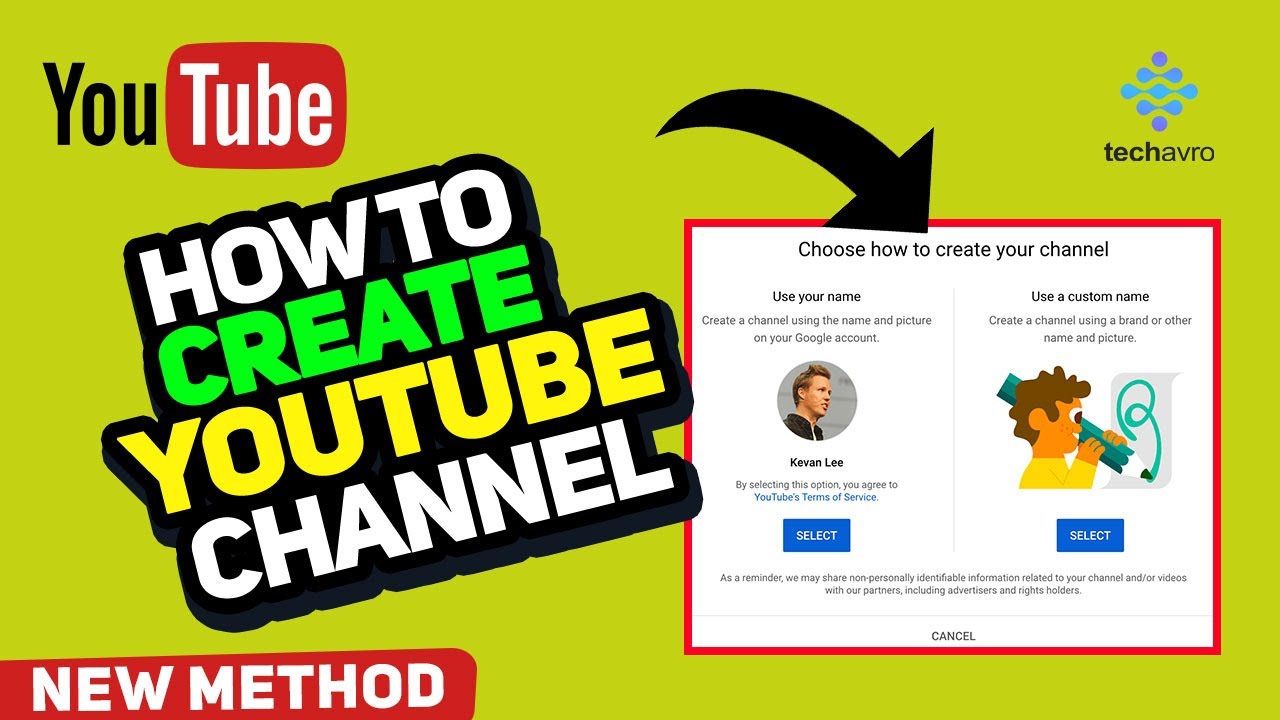 YouTube
techavro
HOW TO
CREATE
YOUTUBE
CHANNEL
NEW METHOD
Choose how to create your channel
Use your name
Create a channel using the name and picture
on your Google account.
Kevan Lee
By selecting this option, you agree to
YouTube's Terms of Service.
SELECT
Use a custom name
Create a channel using a brand or other
name and picture.
SELECT
As a reminder, we may share non-personally identifiable information related to your channel and/or videos
with our partners, including advertisers and rights holders.
CANCEL